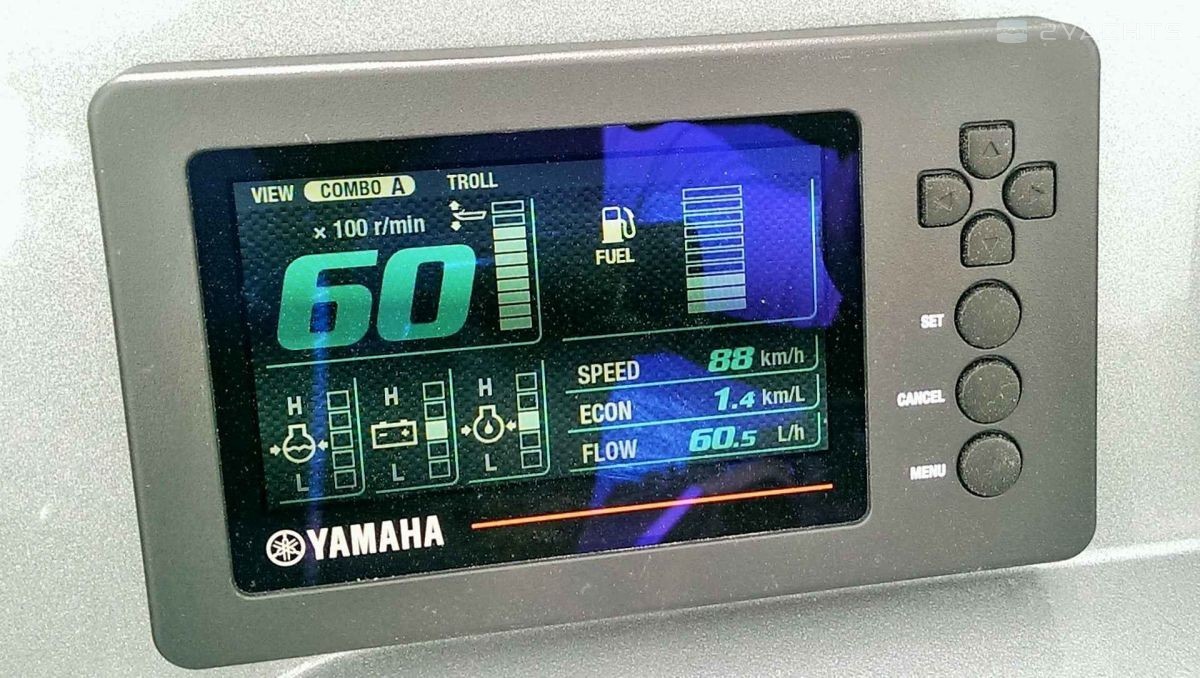 2YACHTS
VIEW COMBO A TROLL
× 100 r/min
60
FUEL
H H H
L L L
SPEED 88 km/h
ECON 1.4 km/L
FLOW 60.5 L/h
YAMAHA
SET
CANCEL
MENU